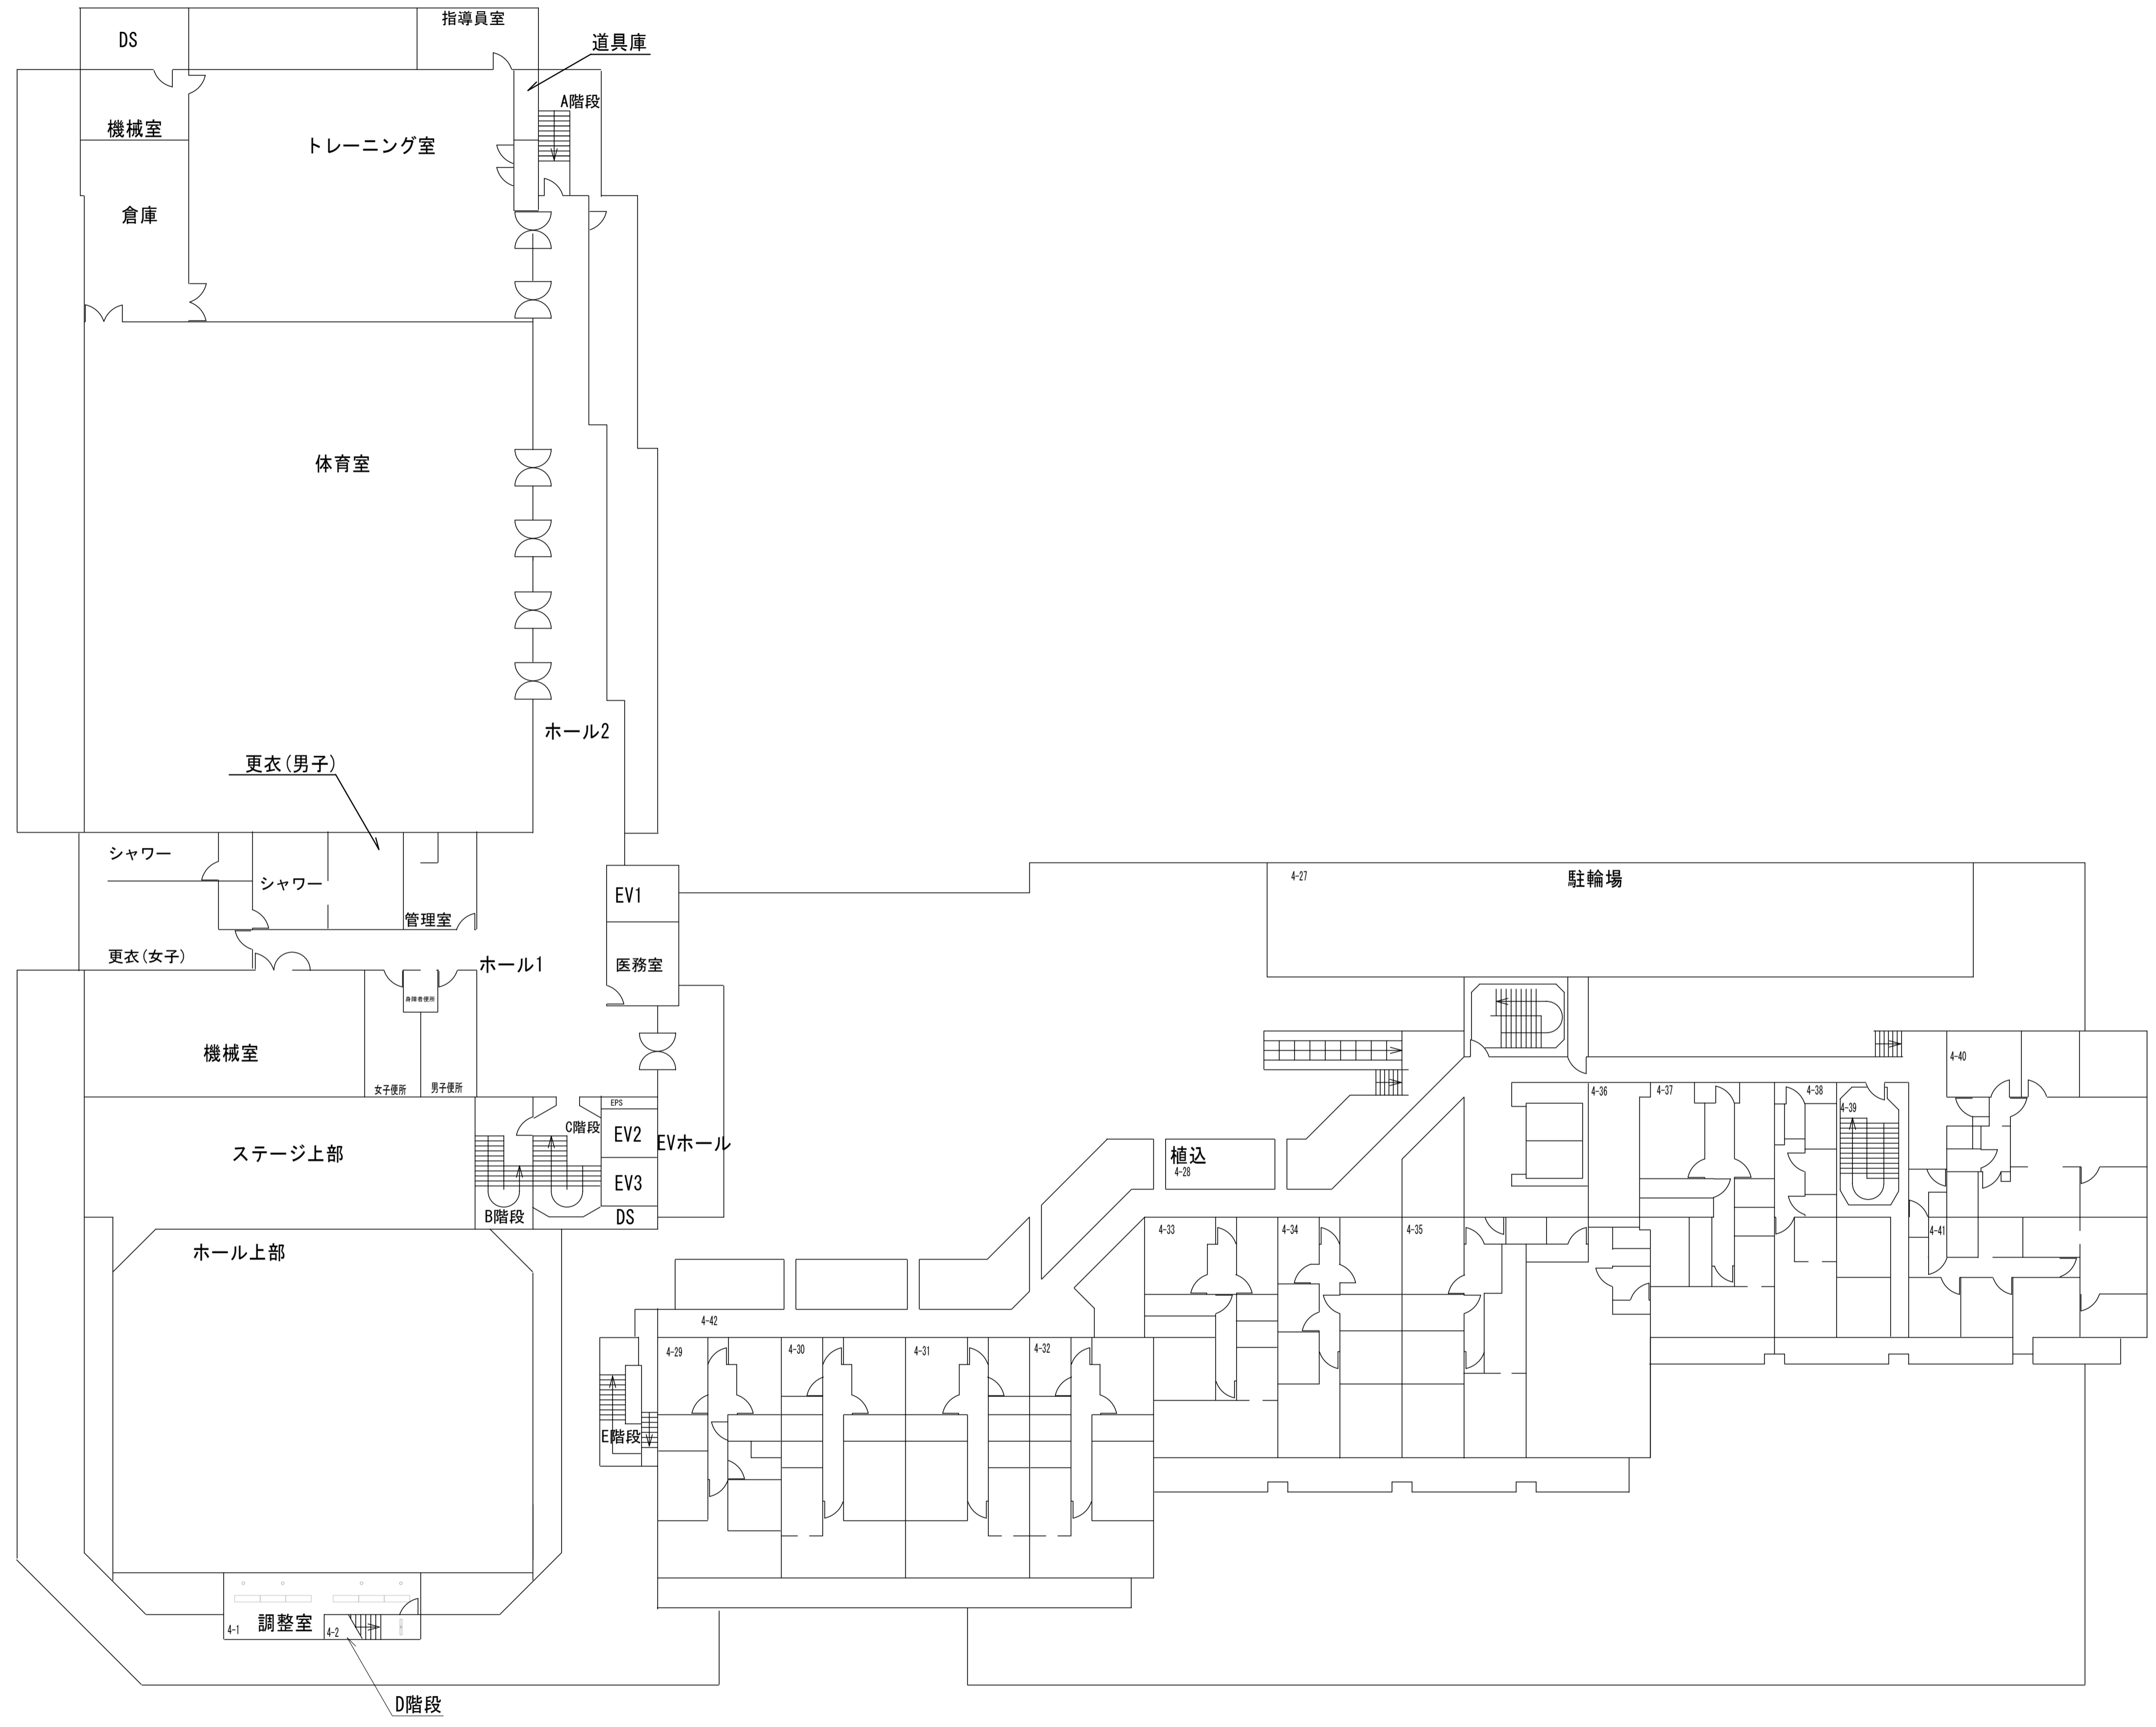 指導員室
DS
道具庫
A階段
機械室
トレーニング室
倉庫
体育室
ホール2
更衣(男子)
シャワー
シャワー
EV1
管理室
更衣(女子)
ホール1
医務室
身障者便所
機械室
女子便所
男子便所
EPS
C階段
EV2
EVホール
ステージ上部
EV3
B階段
DS
ホール上部
4-27
駐輪場
4-40
4-36
4-37
4-38
4-39
植込
4-28
4-33
4-34
4-35
4-41
4-42
4-29
4-30
4-31
4-32
E階段
4-1
調整室
4-2
D階段